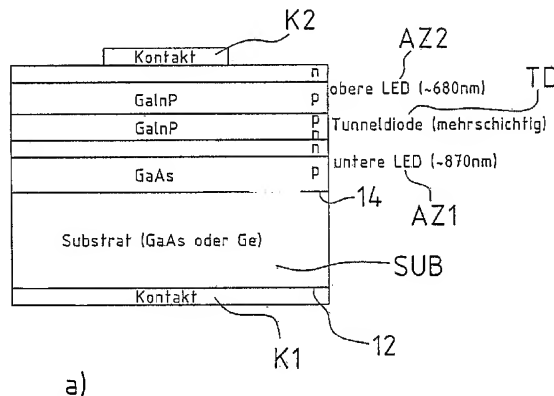 K2
AZ2
Kontakt
TD
n
obere LED (~680nm)
GaInP p
GaInP p
n
Tunneldiode (mehrschichtig)
n
untere LED (~870nm)
GaAs p
14
AZ1
Substrat (GaAs oder Ge)
SUB
Kontakt
K1
12
a)